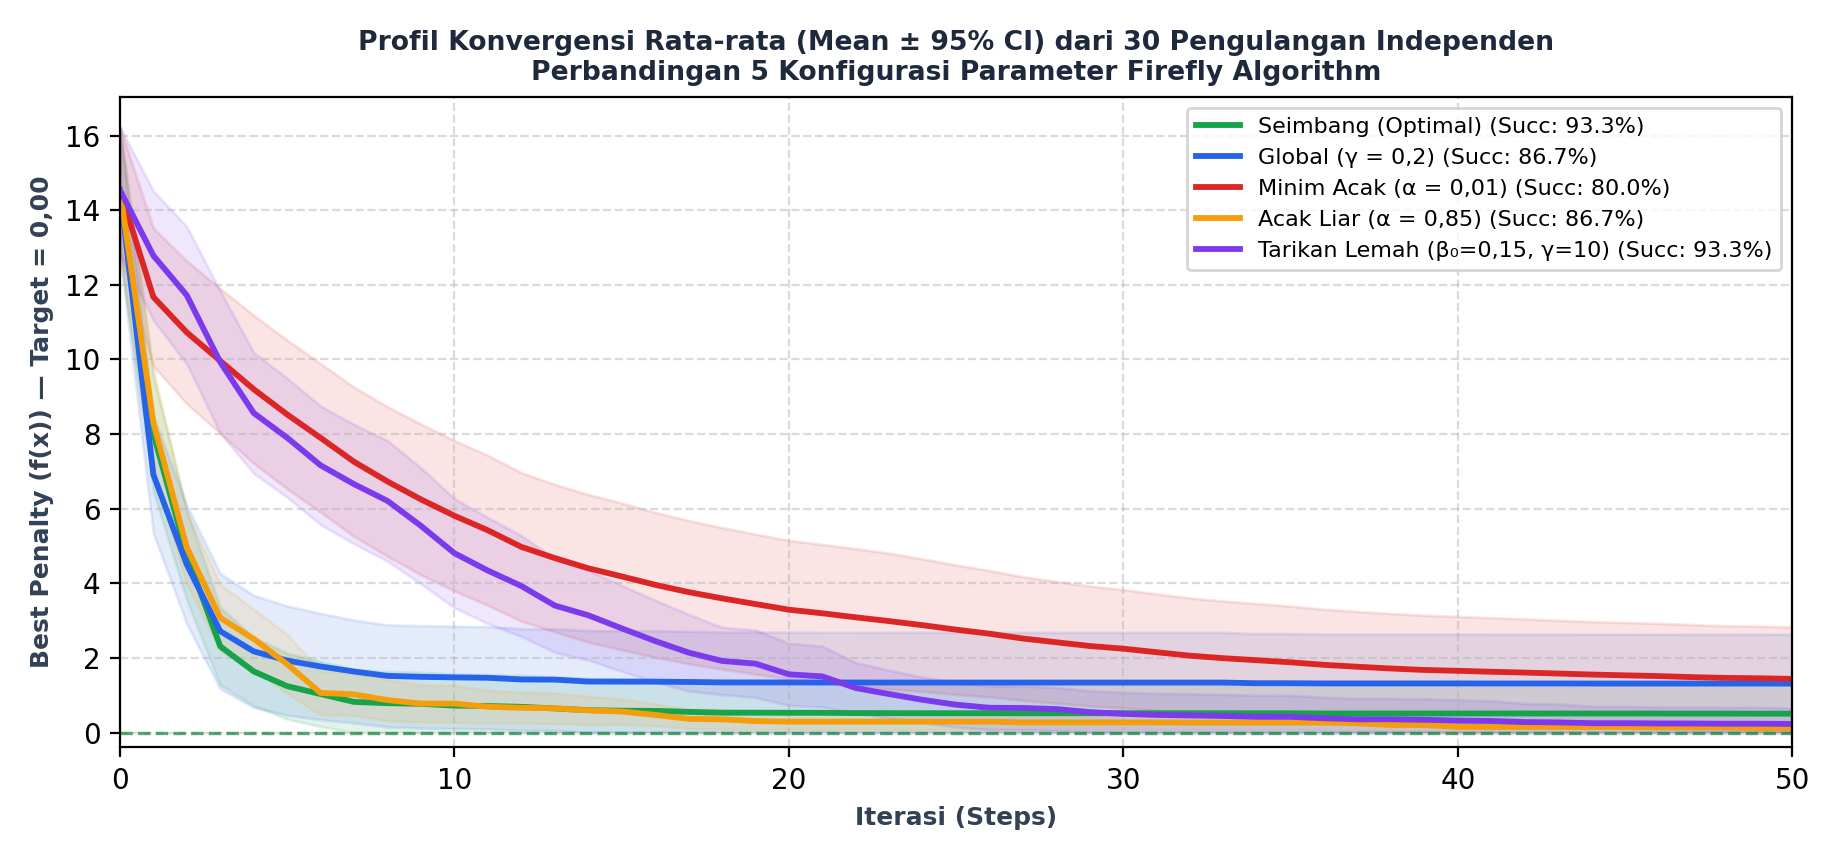 Profil Konvergensi Rata-rata (Mean ± 95% CI) dari 30 Pengulangan Independen
Perbandingan 5 Konfigurasi Parameter Firefly Algorithm
Best Penalty (f(x)) — Target = 0,00
16
14
12
10
8
6
4
2
0
Seimbang (Optimal) (Succ: 93.3%)
Global (γ = 0,2) (Succ: 86.7%)
Minim Acak (α = 0,01) (Succ: 80.0%)
Acak Liar (α = 0,85) (Succ: 86.7%)
Tarikan Lemah (β₀=0,15, γ=10) (Succ: 93.3%)
0 10 20 30 40 50
Iterasi (Steps)